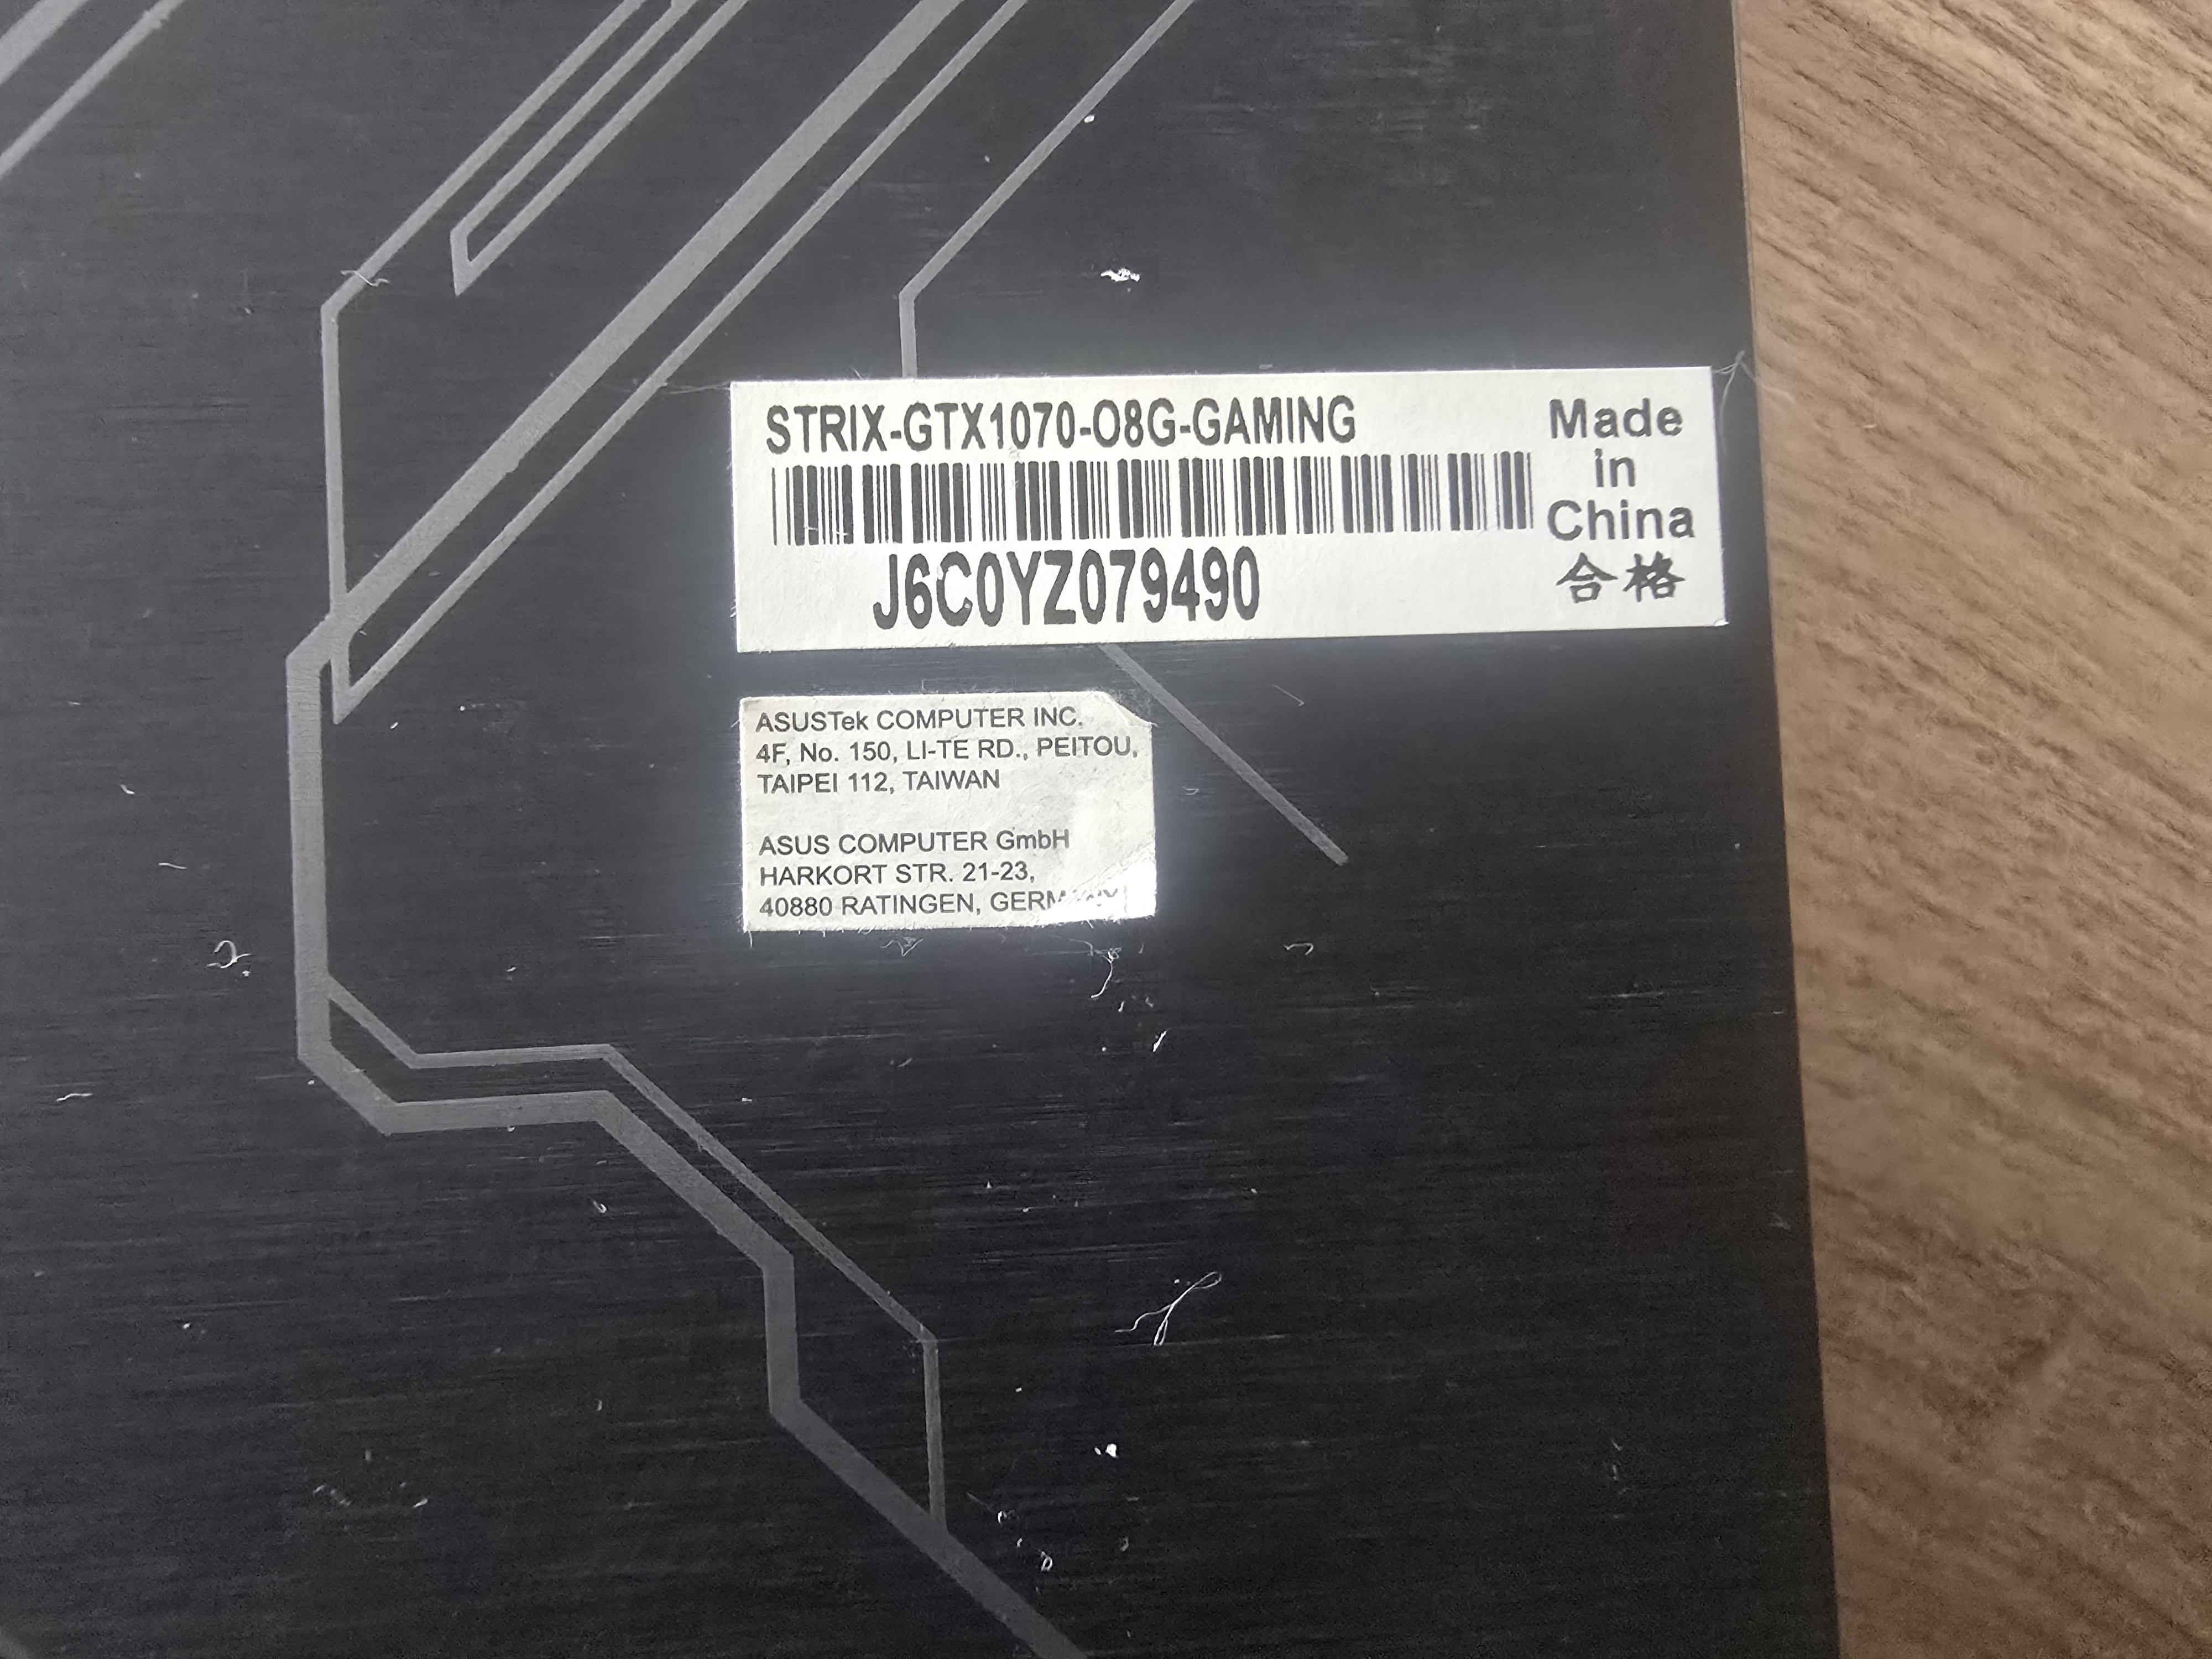 STRIX-GTX1070-O8G-GAMING
J6C0YZ079490
Made
in
China
合格
ASUSTek COMPUTER INC.
4F, No. 150, LI-TE RD., PEITOU,
TAIPEI 112, TAIWAN
ASUS COMPUTER GmbH
HARKORT STR. 21-23,
40880 RATINGEN, GERMANY